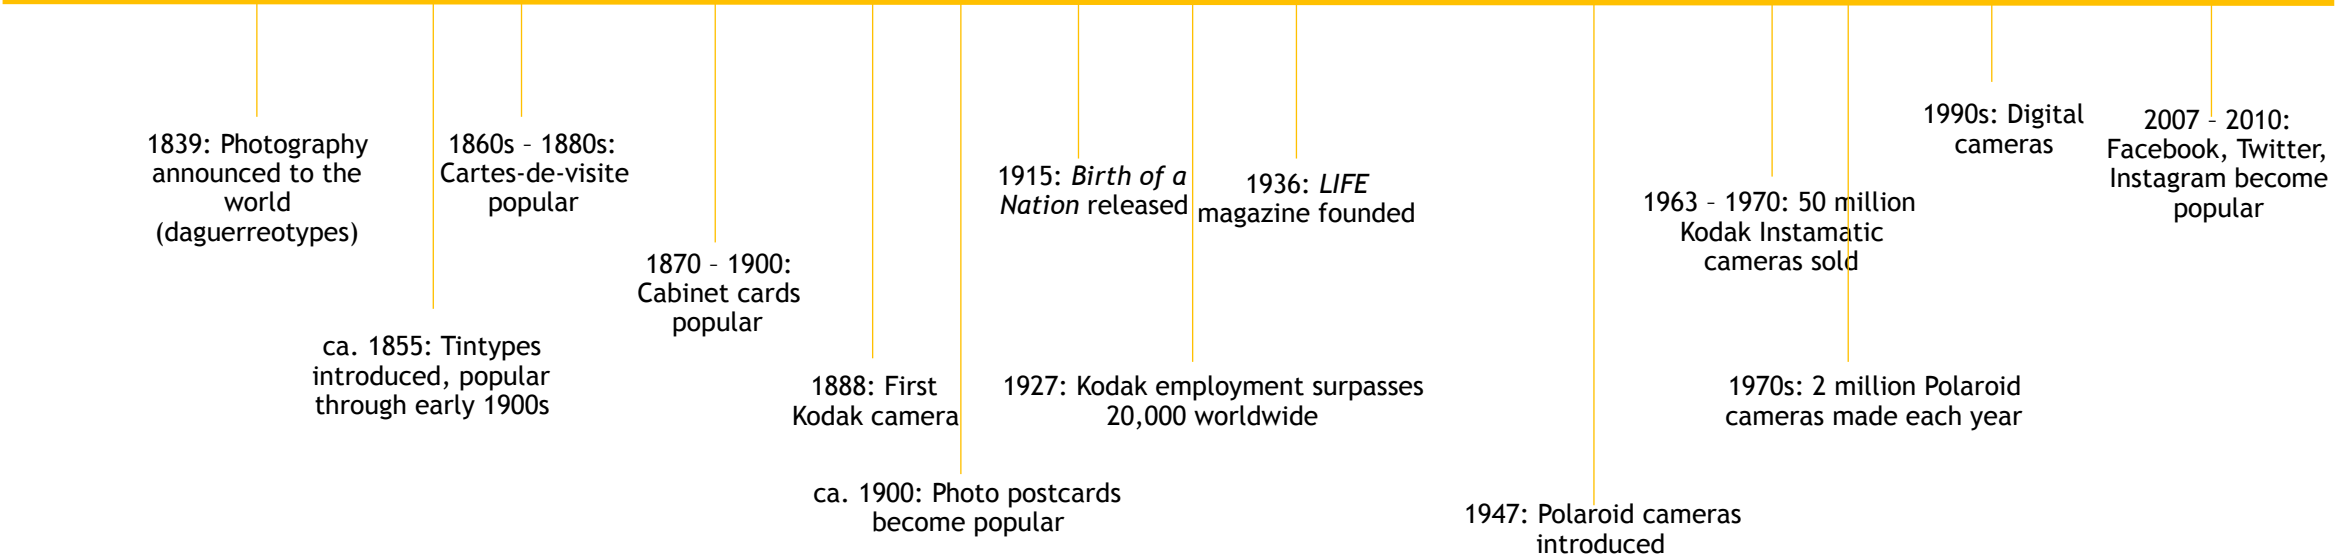 1839: Photography
announced to the
world
(daguerreotypes)
ca. 1855: Tintypes
introduced, popular
through early 1900s
1860s – 1880s:
Cartes-de-visite
popular
1870 – 1900:
Cabinet cards
popular
1888: First
Kodak camera
ca. 1900: Photo postcards
become popular
1915: Birth of a
Nation released
1927: Kodak employment surpasses
20,000 worldwide
1936: LIFE
magazine founded
1947: Polaroid cameras
introduced
1963 – 1970: 50 million
Kodak Instamatic
cameras sold
1970s: 2 million Polaroid
cameras made each year
1990s: Digital
cameras
2007 – 2010:
Facebook, Twitter,
Instagram become
popular